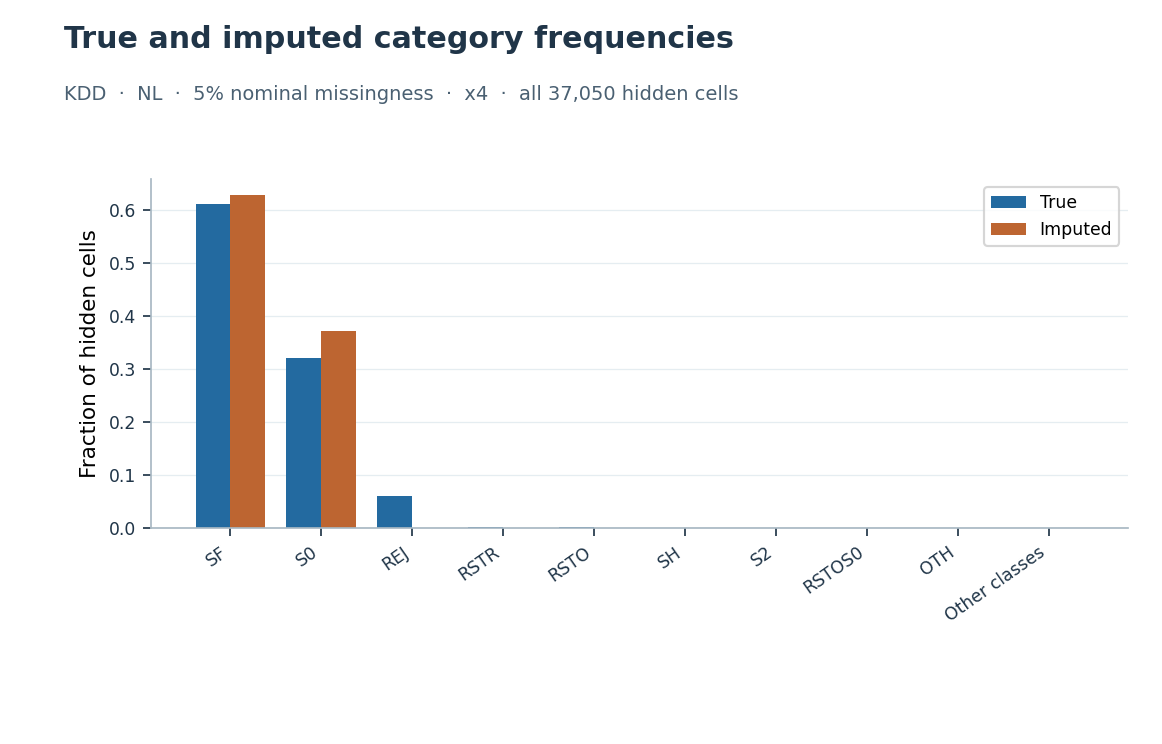 True and imputed category frequencies
KDD · NL · 5% nominal missingness · x4 · all 37,050 hidden cells
True
Imputed
Fraction of hidden cells
0.6
0.5
0.4
0.3
0.2
0.1
0.0
SF
S0
REJ
RSTR
RSTO
SH
S2
RSTOS0
OTH
Other classes